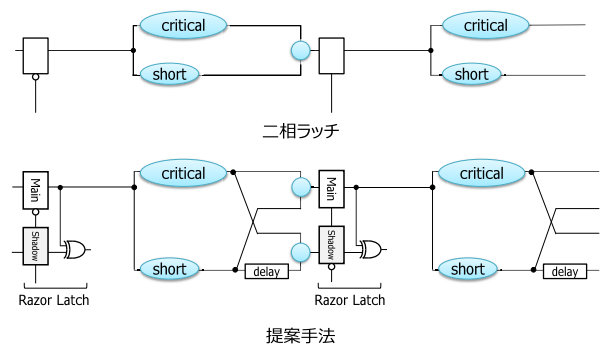 critical
critical
short
short
二相ラッチ
Main
critical
Main
critical
Shadow
Shadow
short
delay
short
delay
Razor Latch
Razor Latch
提案手法